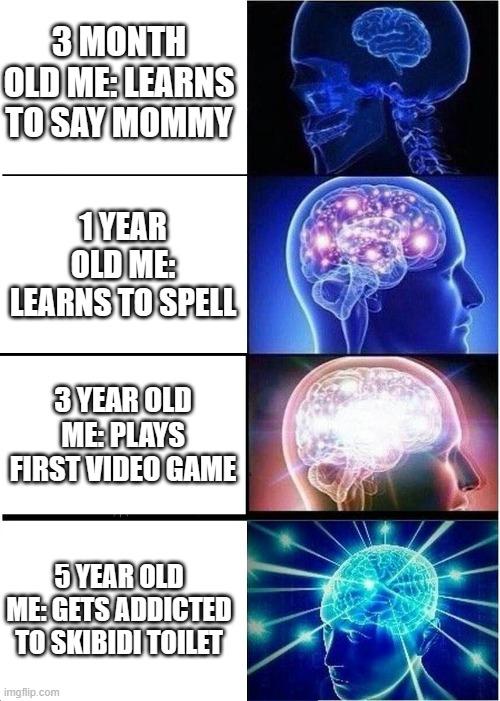 3 MONTH
OLD ME: LEARNS
TO SAY MOMMY
1 YEAR
OLD ME:
LEARNS TO SPELL
3 YEAR OLD
ME: PLAYS
FIRST VIDEO GAME
5 YEAR OLD
ME: GETS ADDICTED
TO SKIBIDI TOILET
imgflip.com